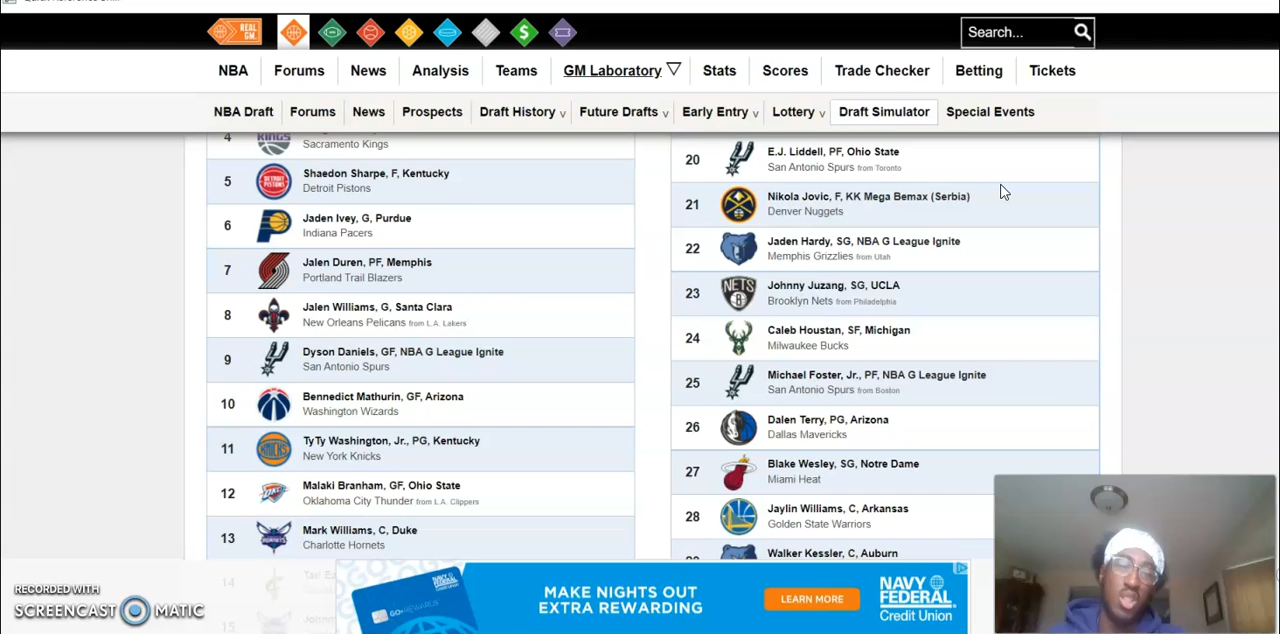 REAL GM.
Search...
NBA Forums News Analysis Teams GM Laboratory Stats Scores Trade Checker Betting Tickets
NBA Draft Forums News Prospects Draft History v Future Drafts v Early Entry v Lottery v Draft Simulator Special Events
4
KINGS
Sacramento Kings
5
Shaedon Sharpe, F, Kentucky
Detroit Pistons
6
Jaden Ivey, G, Purdue
Indiana Pacers
7
Jalen Duren, PF, Memphis
Portland Trail Blazers
8
Jalen Williams, G, Santa Clara
New Orleans Pelicans from L.A. Lakers
9
Dyson Daniels, GF, NBA G League Ignite
San Antonio Spurs
10
Bennedict Mathurin, GF, Arizona
Washington Wizards
11
TyTy Washington, Jr., PG, Kentucky
New York Knicks
12
Malaki Branham, GF, Ohio State
Oklahoma City Thunder from L.A. Clippers
13
Mark Williams, C, Duke
Charlotte Hornets
14
15
20
E.J. Liddell, PF, Ohio State
San Antonio Spurs from Toronto
21
Nikola Jovic, F, KK Mega Bemax (Serbia)
Denver Nuggets
22
Jaden Hardy, SG, NBA G League Ignite
Memphis Grizzlies from Utah
23
NETS
Johnny Juzang, SG, UCLA
Brooklyn Nets from Philadelphia
24
Caleb Houstan, SF, Michigan
Milwaukee Bucks
25
Michael Foster, Jr., PF, NBA G League Ignite
San Antonio Spurs from Boston
26
Dalen Terry, PG, Arizona
Dallas Mavericks
27
Blake Wesley, SG, Notre Dame
Miami Heat
28
Jaylin Williams, C, Arkansas
Golden State Warriors
Walker Kessler, C, Auburn
RECORDED WITH
SCREENCAST MATIC
MAKE NIGHTS OUT
EXTRA REWARDING
LEARN MORE
NAVY
FEDERAL
Credit Union